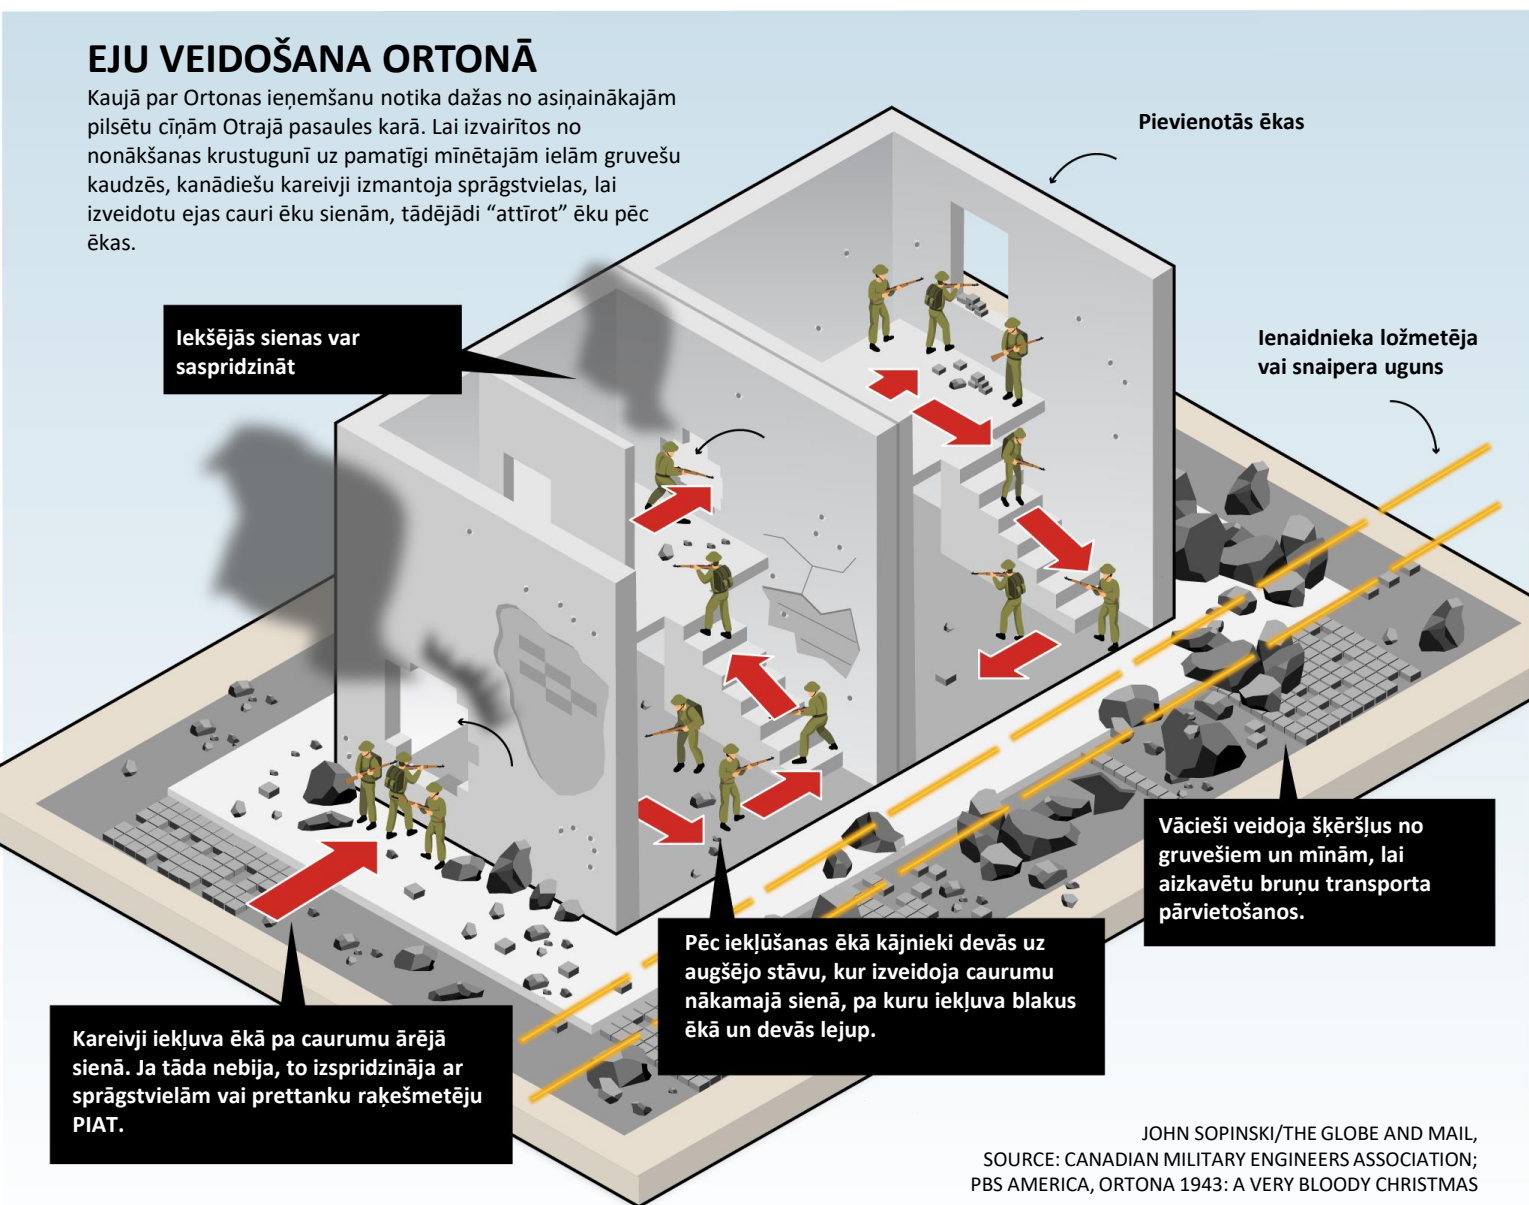 EJU VEIDOŠANA ORTONĀ
Kaujā par Ortonas ieņemšanu notika dažas no asiņainākajām
pilsētu cīņām Otrajā pasaules karā. Lai izvairītos no
nonākšanas krustugunī uz pamatīgi mīnētajām ielām gruvešu
kaudzēs, kanādiešu kareivji izmantoja sprāgstvielas, lai
izveidotu ejas cauri ēku sienām, tādējādi “attīrot” ēku pēc
ēkas.
Pievienotās ēkas
Iekšējās sienas var
saspridzināt
Ienaidnieka ložmetēja
vai snaipera uguns
Vācieši veidoja šķēršļus no
gruvešiem un mīnām, lai
aizkavētu bruņu transporta
pārvietošanos.
Pēc iekļūšanas ēkā kājnieki devās uz
augšējo stāvu, kur izveidoja caurumu
nākamajā sienā, pa kuru iekļuva blakus
ēkā un devās lejup.
Kareivji iekļuva ēkā pa caurumu ārējā
sienā. Ja tāda nebija, to izspridzināja ar
sprāgstvielām vai prettanku raķešmetēju
PIAT.
JOHN SOPINSKI/THE GLOBE AND MAIL,
SOURCE: CANADIAN MILITARY ENGINEERS ASSOCIATION;
PBS AMERICA, ORTONA 1943: A VERY BLOODY CHRISTMAS